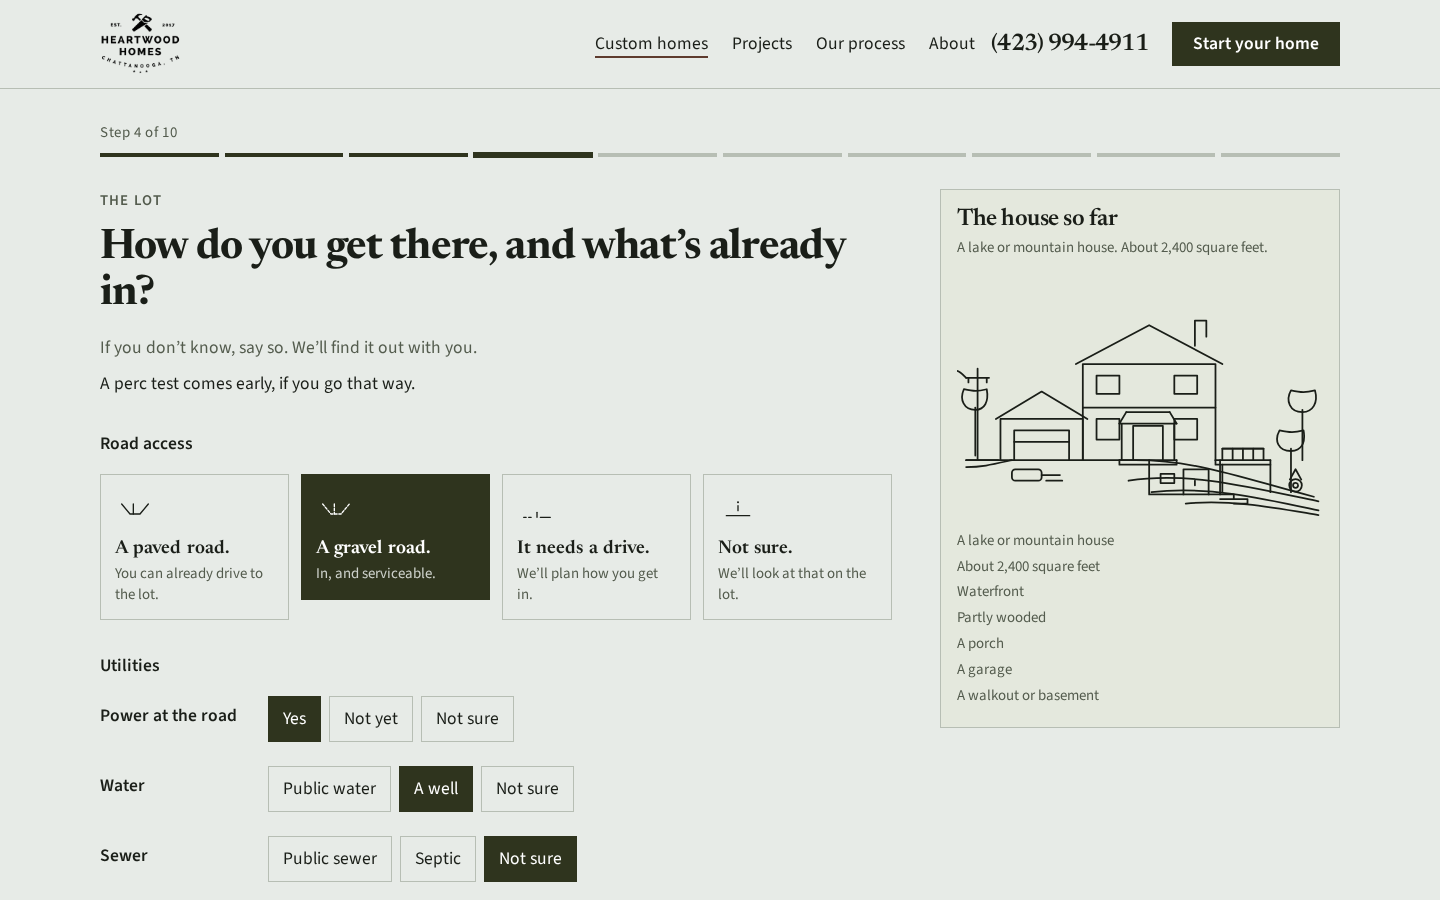 EST. 2017
HEARTWOOD
HOMES
CHATTANOOGA, TN
Custom homes Projects Our process About (423) 994-4911 Start your home
Step 4 of 10
THE LOT
How do you get there, and what’s already
in?
If you don’t know, say so. We’ll find it out with you.
A perc test comes early, if you go that way.
Road access
A paved road.
You can already drive to
the lot.
A gravel road.
In, and serviceable.
It needs a drive.
We’ll plan how you get
in.
Not sure.
We’ll look at that on the
lot.
Utilities
Power at the road Yes Not yet Not sure
Water Public water A well Not sure
Sewer Public sewer Septic Not sure
The house so far
A lake or mountain house. About 2,400 square feet.
A lake or mountain house
About 2,400 square feet
Waterfront
Partly wooded
A porch
A garage
A walkout or basement